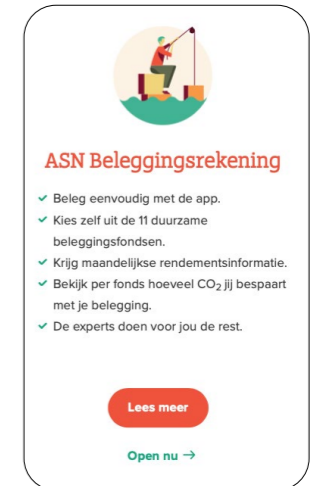 ASN Beleggingsrekening
Beleg eenvoudig met de app.
Kies zelf uit de 11 duurzame
beleggingsfondsen.
Krijg maandelijkse rendementsinformatie.
Bekijk per fonds hoeveel CO₂ jij bespaart
met je belegging.
De experts doen voor jou de rest.
Lees meer
Open nu →